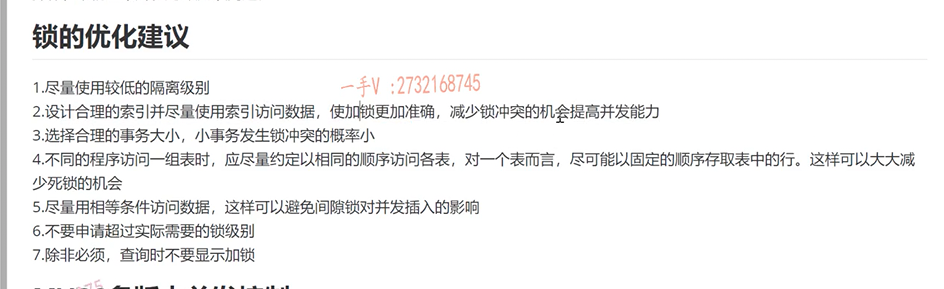 锁的优化建议
一手V :2732168745
1.尽量使用较低的隔离级别
2.设计合理的索引并尽量使用索引访问数据，使加锁更加准确，减少锁冲突的机会提高并发能力
3.选择合理的事务大小，小事务发生锁冲突的概率小
4.不同的程序访问一组表时，应尽量约定以相同的顺序访问各表，对一个表而言，尽可能以固定的顺序存取表中的行。这样可以大大减
少死锁的机会
5.尽量用相等条件访问数据，这样可以避免间隙锁对并发插入的影响
6.不要申请超过实际需要的锁级别
7.除非必须，查询时不要显示加锁